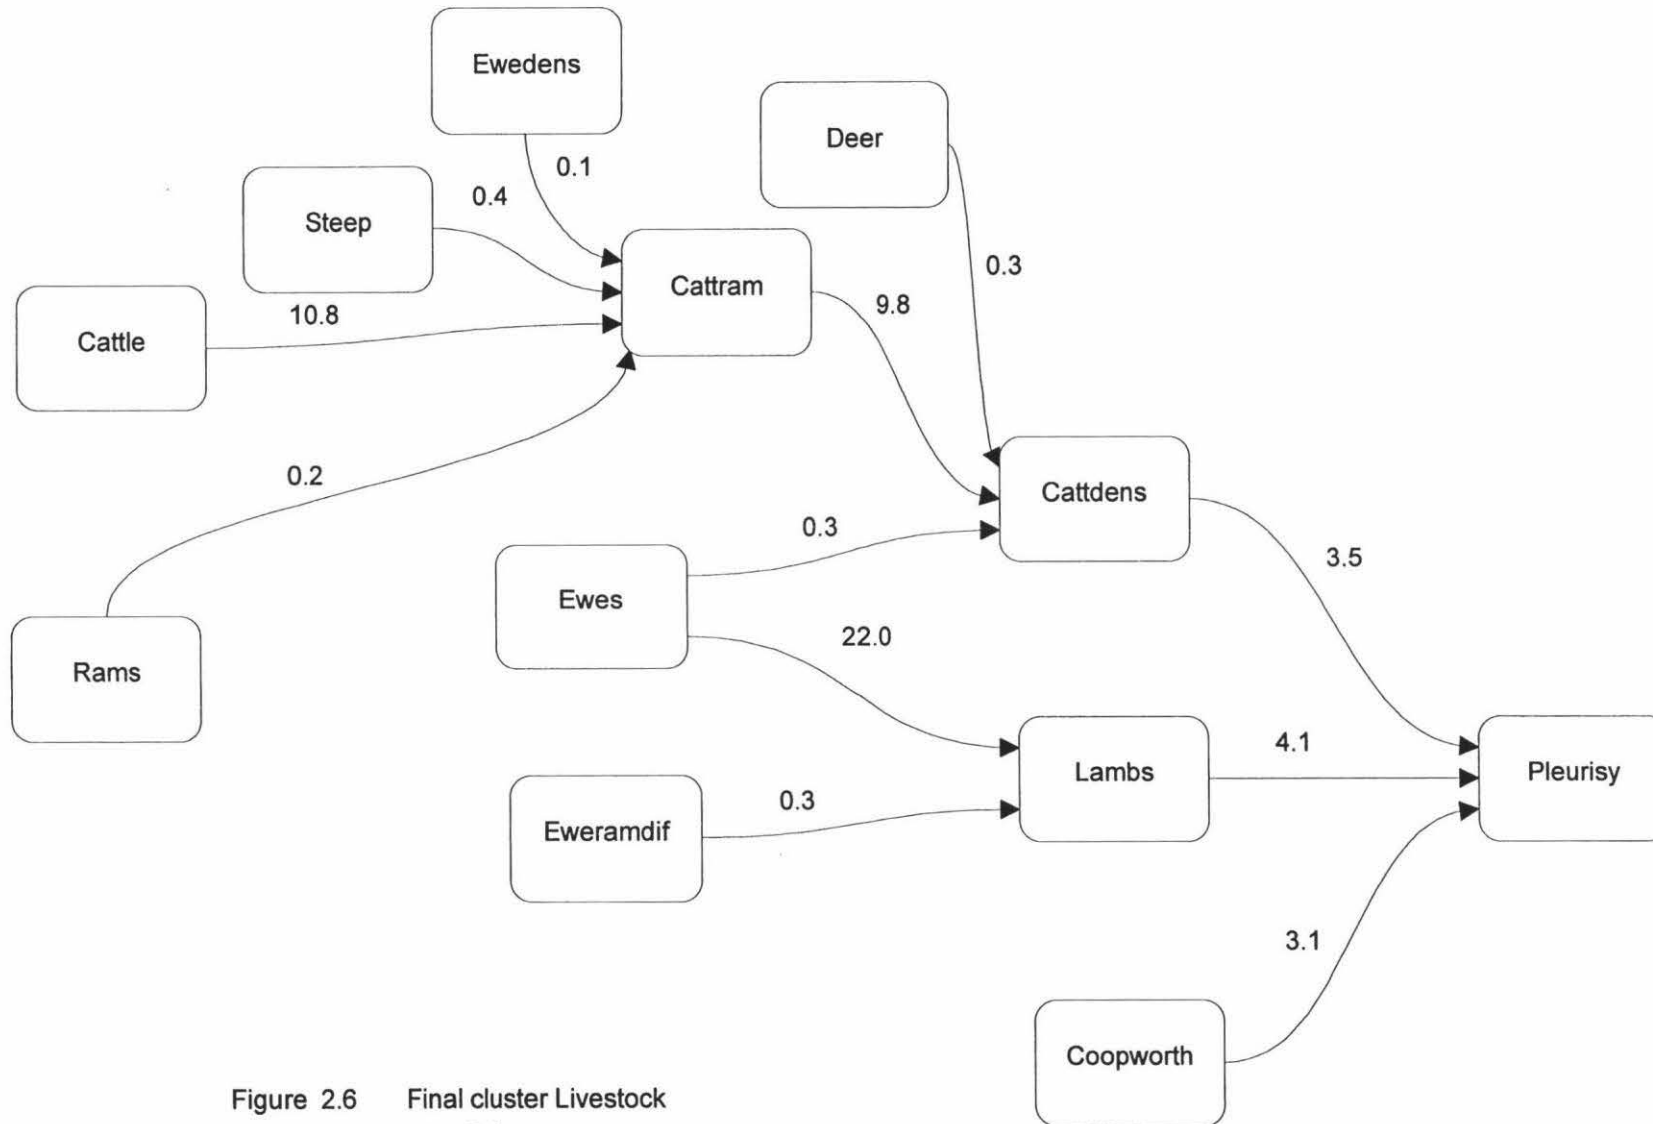 Ewedens
Deer
0.1
Steep
0.4
Cattram
0.3
Cattle
10.8
9.8
0.2
Cattdens
0.3
Ewes
3.5
22.0
Rams
4.1
Lambs
Pleurisy
0.3
Eweramdif
3.1
Coopworth
Figure 2.6 Final cluster Livestock